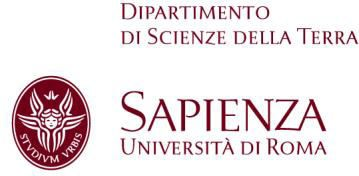 DIPARTIMENTO
DI SCIENZE DELLA TERRA
SAPIENZA
UNIVERSITÀ DI ROMA
STVDIVM VRBIS